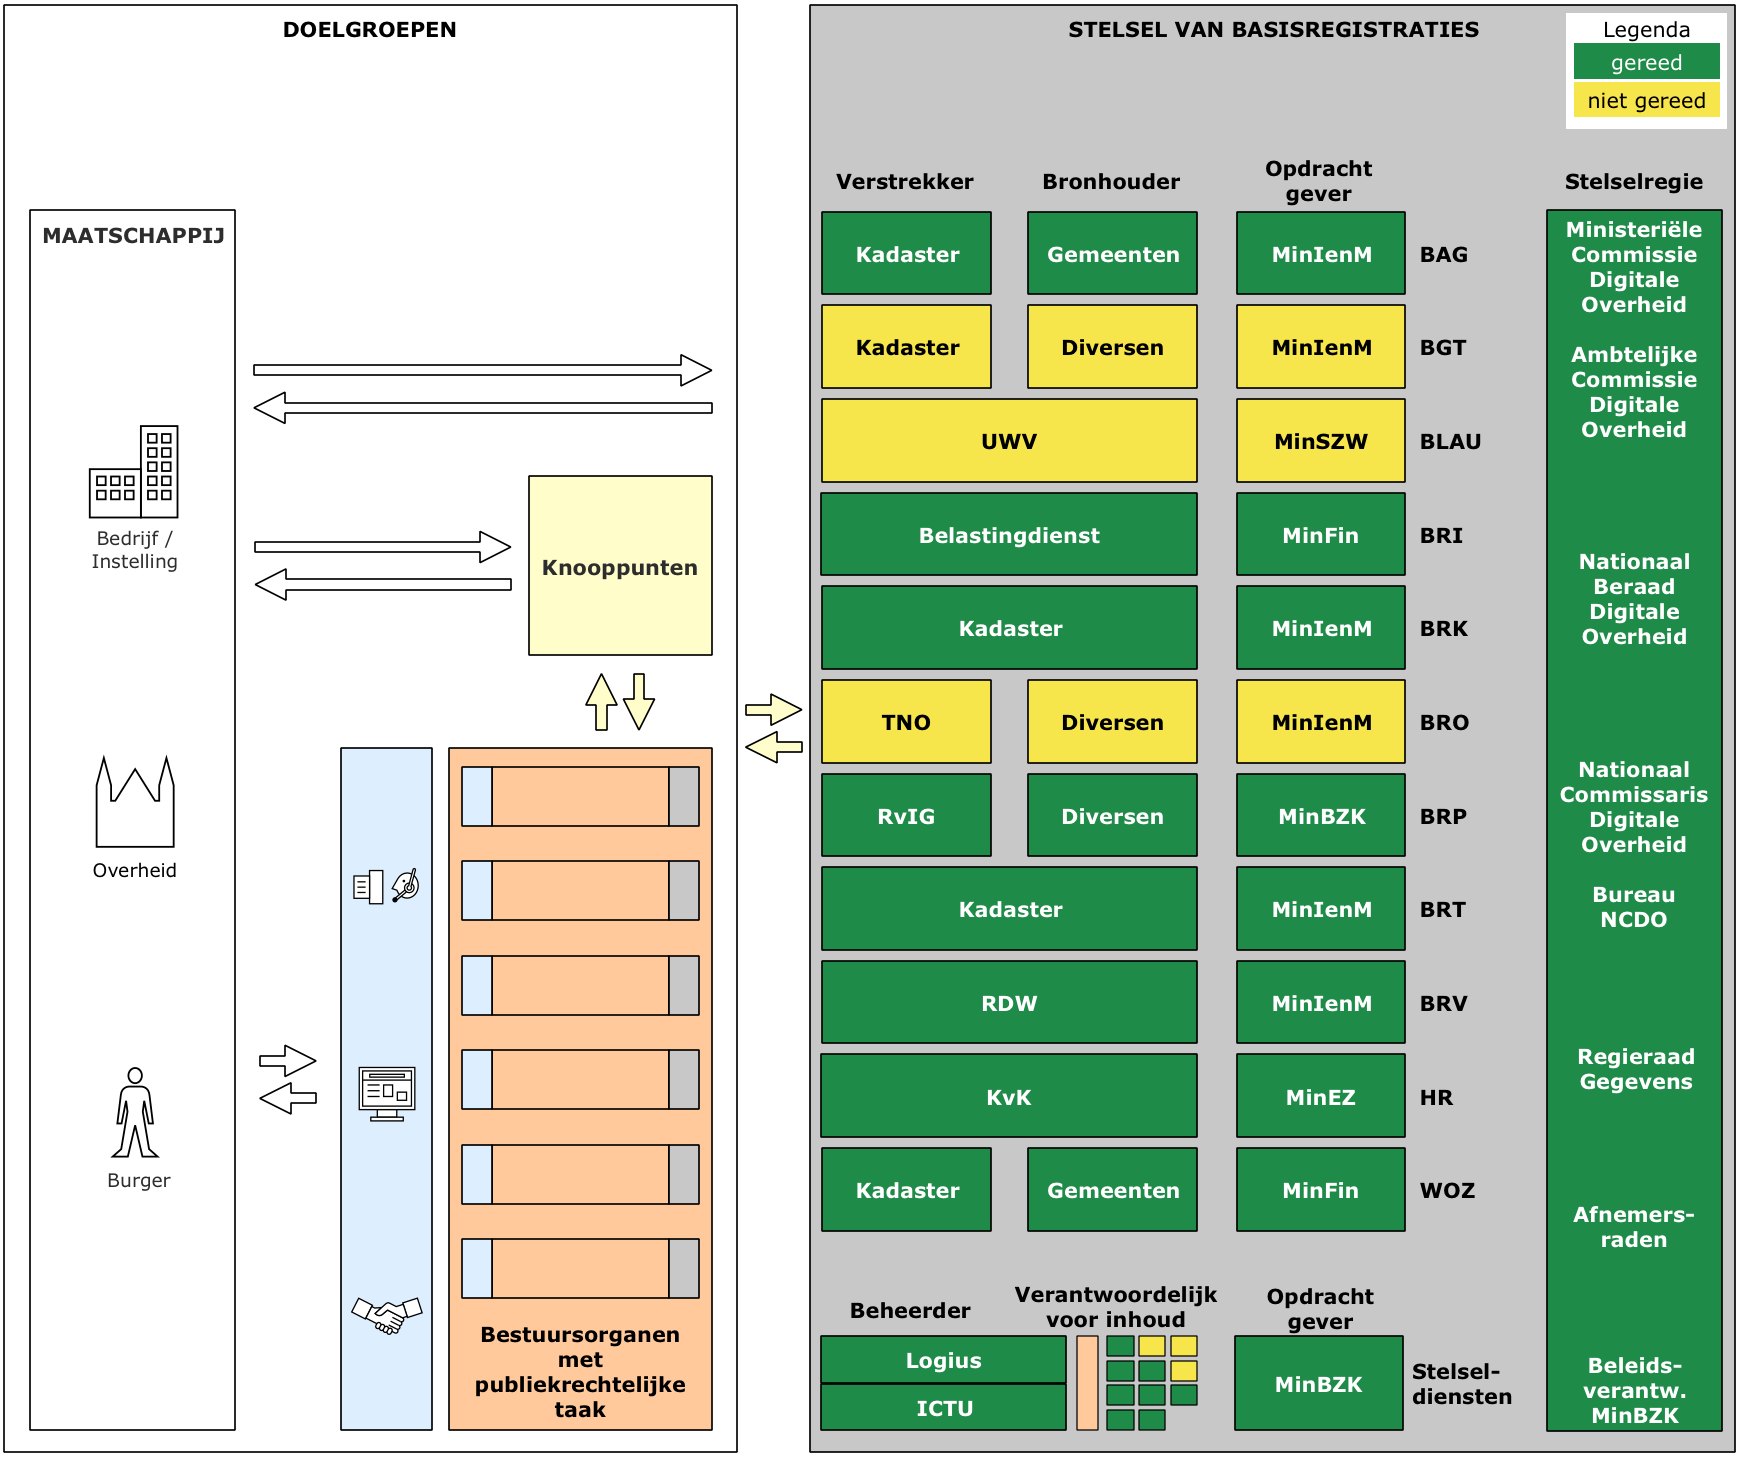 DOELGROEPEN
MAATSCHAPPIJ
Bedrijf /
Instelling
Overheid
Burger
Knooppunten
Bestuursorganen
met
publiekrechtelijke
taak
STELSEL VAN BASISREGISTRATIES
Legenda
gereed
niet gereed
Verstrekker
Bronhouder
Opdracht
gever
Stelselregie
Kadaster
Gemeenten
MinIenM
BAG
Kadaster
Diversen
MinIenM
BGT
UWV
MinSZW
BLAU
Belastingdienst
MinFin
BRI
Kadaster
MinIenM
BRK
TNO
Diversen
MinIenM
BRO
RvIG
Diversen
MinBZK
BRP
Kadaster
MinIenM
BRT
RDW
MinIenM
BRV
KvK
MinEZ
HR
Kadaster
Gemeenten
MinFin
WOZ
Beheerder
Verantwoordelijk
voor inhoud
Opdracht
gever
Logius
ICTU
MinBZK
Stelsel-
diensten
Ministeriële
Commissie
Digitale
Overheid
Ambtelijke
Commissie
Digitale
Overheid
Nationaal
Beraad
Digitale
Overheid
Nationaal
Commissaris
Digitale
Overheid
Bureau
NCDO
Regieraad
Gegevens
Afnemers-
raden
Beleids-
verantw.
MinBZK